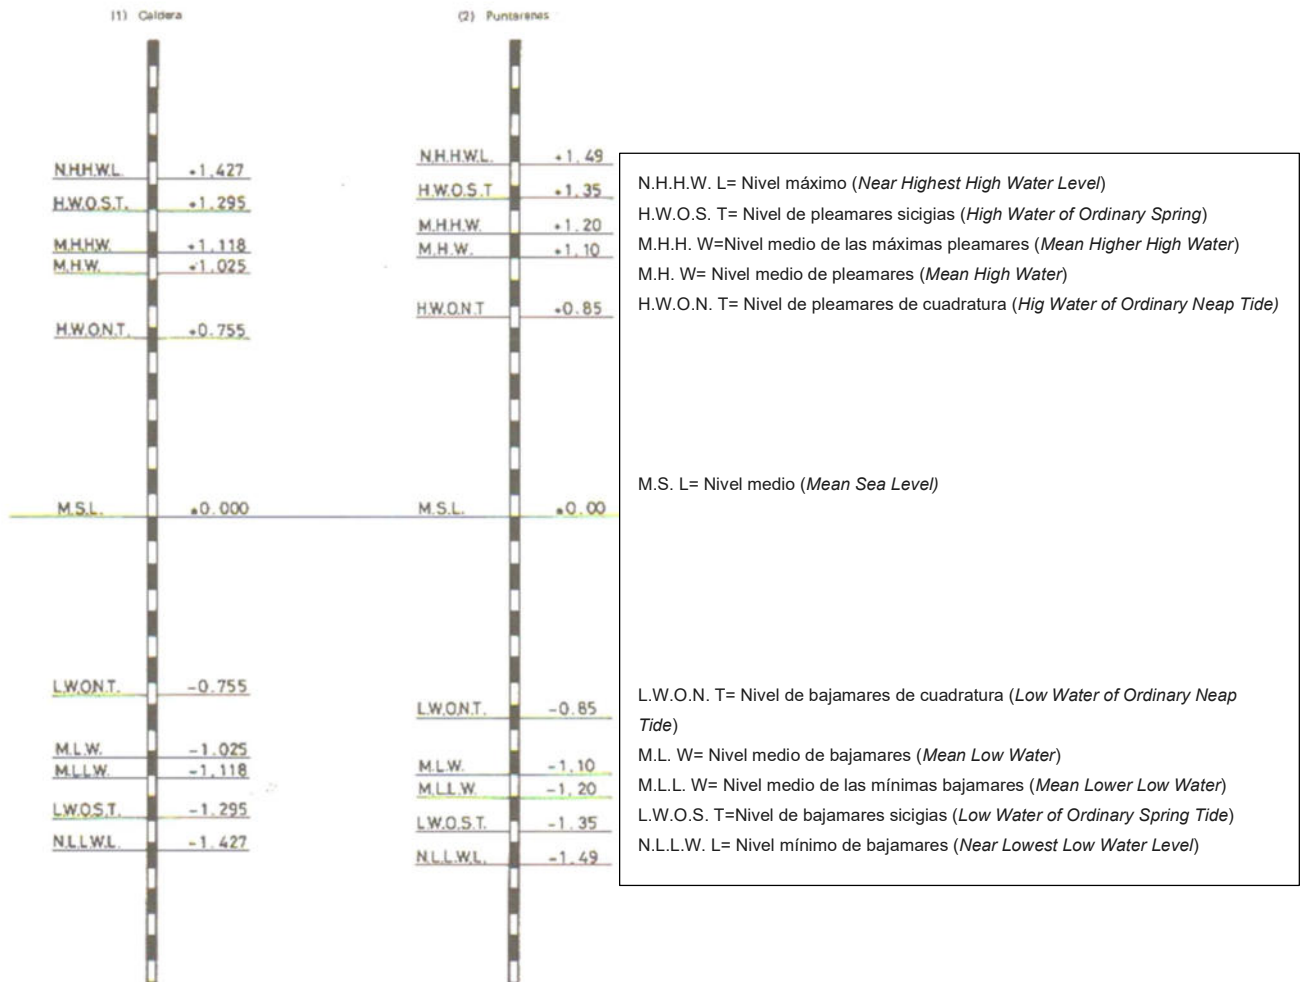 (1) Caldera
N.H.H.W.L. +1,427
H.W.O.S.T. +1.295
M.H.H.W. +1.118
M.H.W. +1.025
H.W.O.N.T. +0.755
M.S.L. ±0.000
L.W.O.N.T. -0.755
M.L.W. -1.025
M.L.L.W. -1,118
L.W.O.S.T. -1.295
N.L.L.W.L. -1.427
(2) Puntarenas
N.H.H.W.L. +1.49
H.W.O.S.T +1.35
M.H.H.W. +1.20
M.H.W. +1,10
H.W.O.N.T +0.85
M.S.L. ±0.00
L.W.O.N.T. -0.85
M.L.W. -1,10
M.L.L.W. -1,20
L.W.O.S.T. -1.35
N.L.L.W.L. -1.49
N.H.H.W. L= Nivel máximo (Near Highest High Water Level)
H.W.O.S. T= Nivel de pleamares sicigias (High Water of Ordinary Spring)
M.H.H. W=Nivel medio de las máximas pleamares (Mean Higher High Water)
M.H. W= Nivel medio de pleamares (Mean High Water)
H.W.O.N. T= Nivel de pleamares de cuadratura (Hig Water of Ordinary Neap Tide)
M.S. L= Nivel medio (Mean Sea Level)
L.W.O.N. T= Nivel de bajamares de cuadratura (Low Water of Ordinary Neap
Tide)
M.L. W= Nivel medio de bajamares (Mean Low Water)
M.L.L. W= Nivel medio de las mínimas bajamares (Mean Lower Low Water)
L.W.O.S. T=Nivel de bajamares sicigias (Low Water of Ordinary Spring Tide)
N.L.L.W. L= Nivel mínimo de bajamares (Near Lowest Low Water Level)